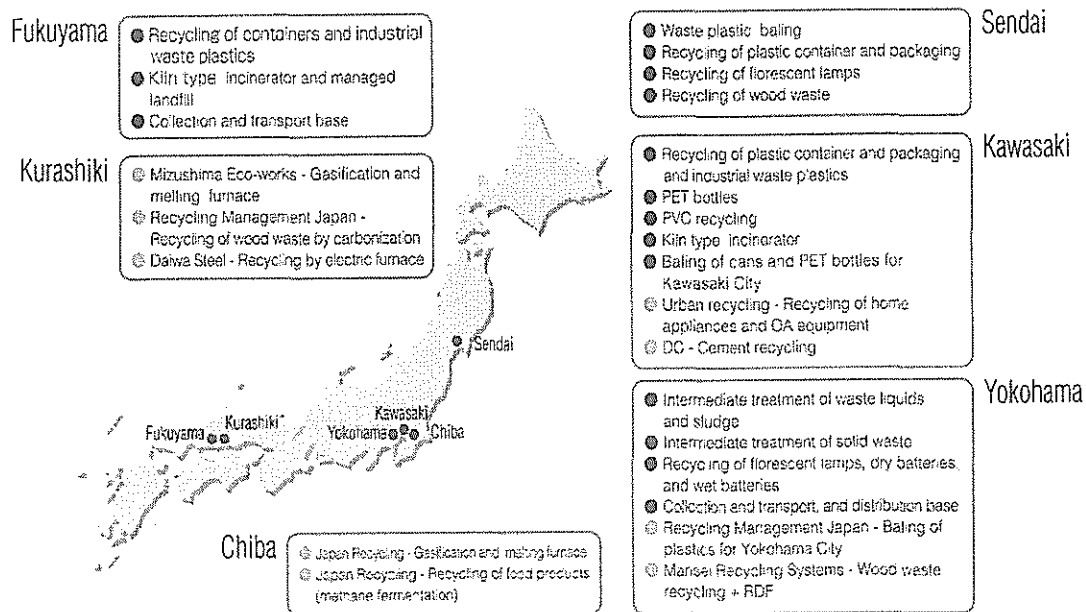 Fukuyama
● Recycling of containers and industrial
waste plastics
● Kiln type incinerator and managed
landfill
● Collection and transport base
Kurashiki
● Mizushima Eco-works - Gasification and
melting furnace
● Recycling Management Japan -
Recycling of wood waste by carbonization
● Daiwa Steel - Recycling by electric furnace
Sendai
● Waste plastic baling
● Recycling of plastic container and packaging
● Recycling of florescent lamps
● Recycling of wood waste
Kawasaki
● Recycling of plastic container and packaging
and industrial waste plastics
● PET bottles
● PVC recycling
● Kiln type incinerator
● Baling of cans and PET bottles for
Kawasaki City
● Urban recycling - Recycling of home
appliances and OA equipment
● DC - Cement recycling
Yokohama
● Intermediate treatment of waste liquids
and sludge
● Intermediate treatment of solid waste
● Recycling of florescent lamps, dry batteries,
and wet batteries
● Collection and transport, and distribution base
● Recycling Management Japan - Baling of
plastics for Yokohama City
● Mansei Recycling Systems - Wood waste
recycling + RDF
Chiba
● Japan Recycling - Gasification and melting furnace
● Japan Recycling - Recycling of food products
(methane fermentation)
Sendai
Kawasaki
Yokohama
Chiba
Fukuyama
Kurashiki*